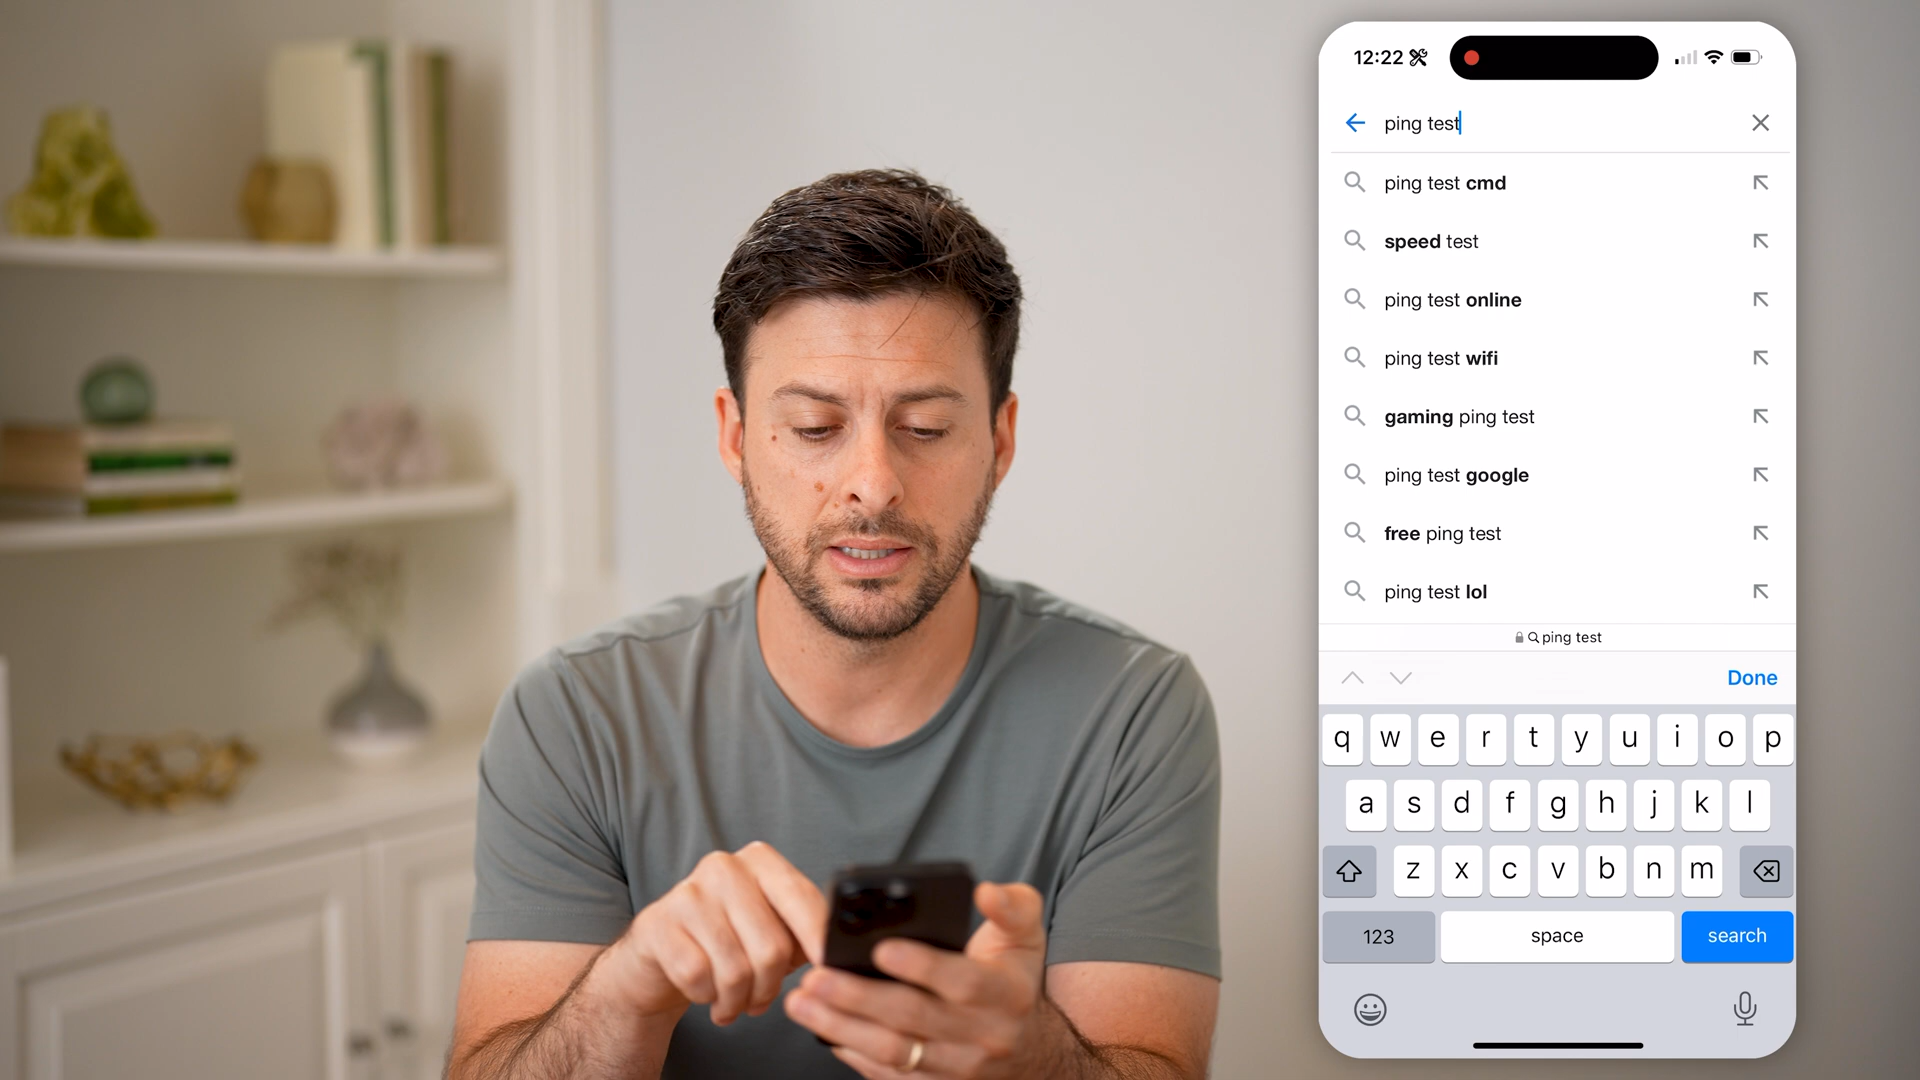 12:22
ping test
ping test cmd
speed test
ping test online
ping test wifi
gaming ping test
ping test google
free ping test
ping test lol
ping test
Done
q w e r t y u i o p
a s d f g h j k l
z x c v b n m
123 space search